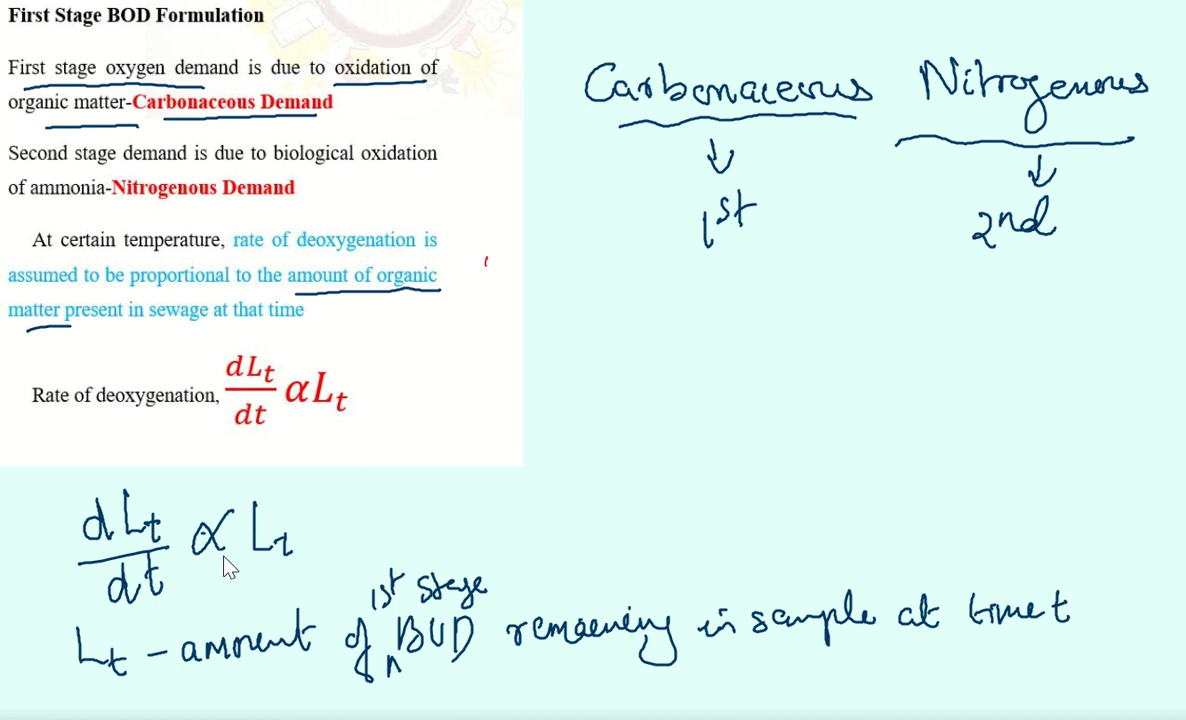 First Stage BOD Formulation
First stage oxygen demand is due to oxidation of
organic matter-Carbonaceous Demand
Second stage demand is due to biological oxidation
of ammonia-Nitrogenous Demand
At certain temperature, rate of deoxygenation is
assumed to be proportional to the amount of organic
matter present in sewage at that time
Rate of deoxygenation, dLt/dt αLt
Carbonaceous Nitrogenous
↓ ↓
1st 2nd
dLt/dt ∝ Lt
1st stage
Lt - amount of ^ BOD remaining in sample at time t